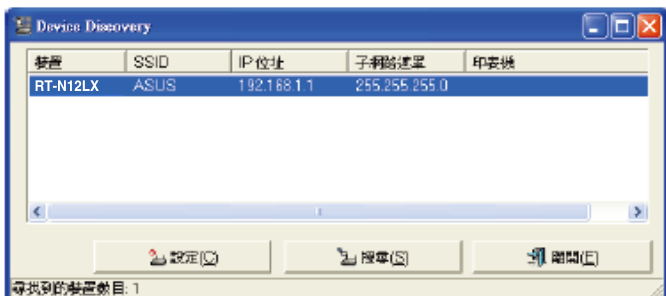 Device Discovery
裝置 SSID IP 位址 子網路遮罩 印表機
RT-N12LX ASUS 192.168.1.1 255.255.255.0
設定(C) 搜尋(S) 離開(E)
尋找到的裝置數目: 1